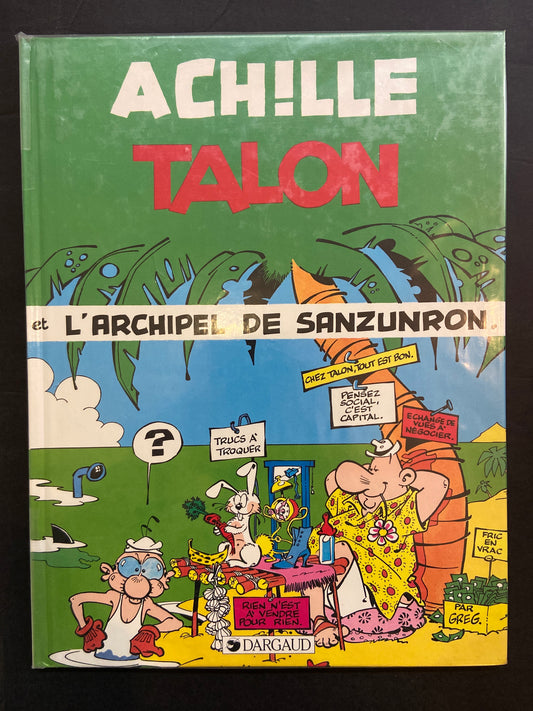 ACH!LLE
TALON
et L'ARCHIPEL DE SANZUNRON.
CHEZ TALON, TOUT EST BON.
PENSEZ
SOCIAL,
C'EST
CAPITAL.
ECHANGE DE
VUES À
NÉGOCIER.
TRUCS À
TROQUER
?
FRIC
EN
VRAC
PAR
GREG.
RIEN N'EST
À VENDRE
POUR RIEN.
DARGAUD